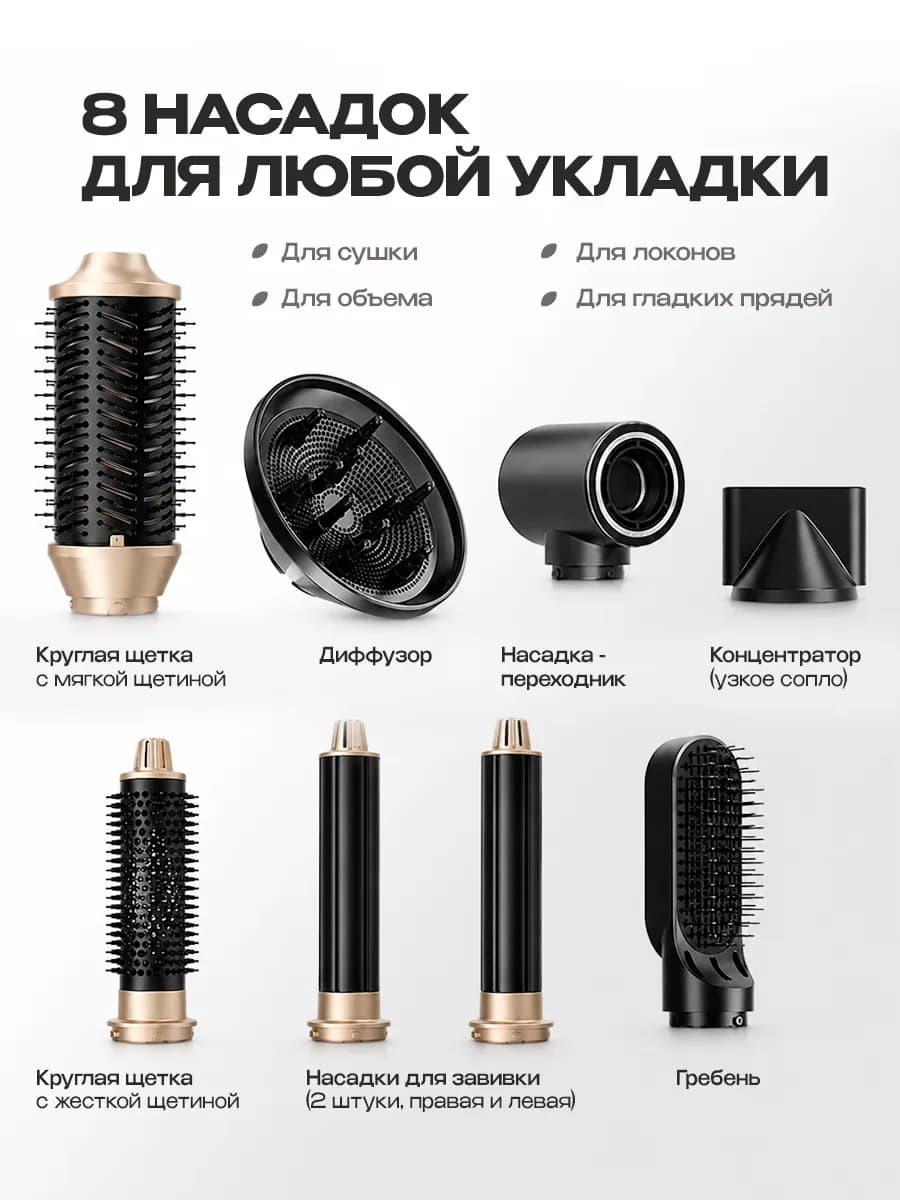 8 НАСАДОК
ДЛЯ ЛЮБОЙ УКЛАДКИ
Для сушки
Для локонов
Для объема
Для гладких прядей
Круглая щетка
с мягкой щетиной
Диффузор
Насадка -
переходник
Концентратор
(узкое сопло)
Круглая щетка
с жесткой щетиной
Насадки для завивки
(2 штуки, правая и левая)
Гребень